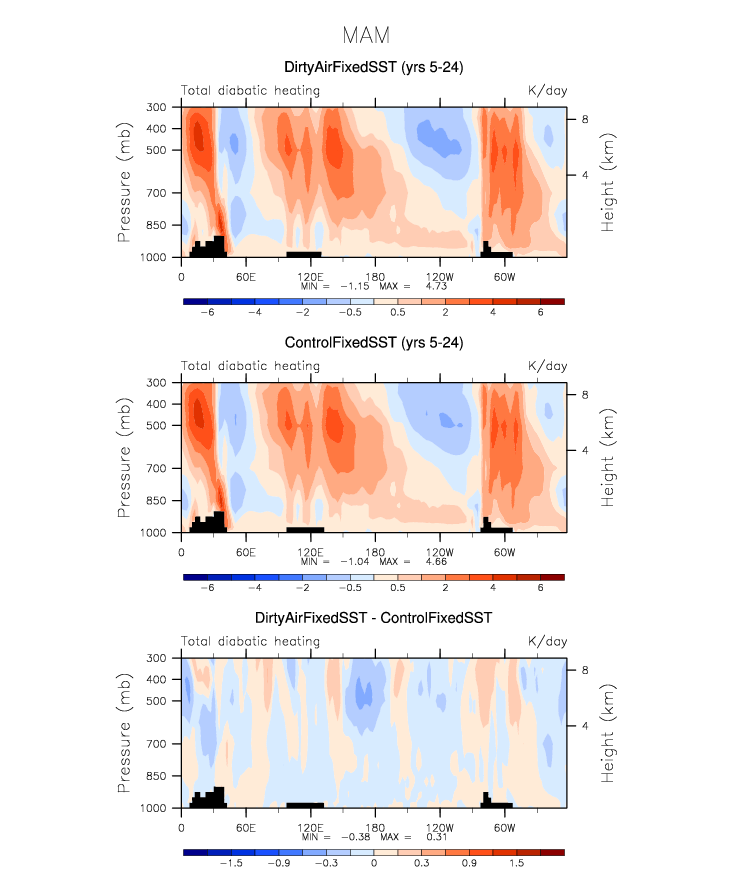 MAM
DirtyAirFixedSST (yrs 5-24)
Total diabatic heating K/day
300
400
500
700
850
1000
Pressure (mb)
8
4
Height (km)
0 60E 120E 180 120W 60W
MIN = -1.15 MAX = 4.73
-6 -4 -2 -0.5 0.5 2 4 6
ControlFixedSST (yrs 5-24)
Total diabatic heating K/day
300
400
500
700
850
1000
Pressure (mb)
8
4
Height (km)
0 60E 120E 180 120W 60W
MIN = -1.04 MAX = 4.66
-6 -4 -2 -0.5 0.5 2 4 6
DirtyAirFixedSST - ControlFixedSST
Total diabatic heating K/day
300
400
500
700
850
1000
Pressure (mb)
8
4
Height (km)
0 60E 120E 180 120W 60W
MIN = -0.38 MAX = 0.31
-1.5 -0.9 -0.3 0 0.3 0.9 1.5